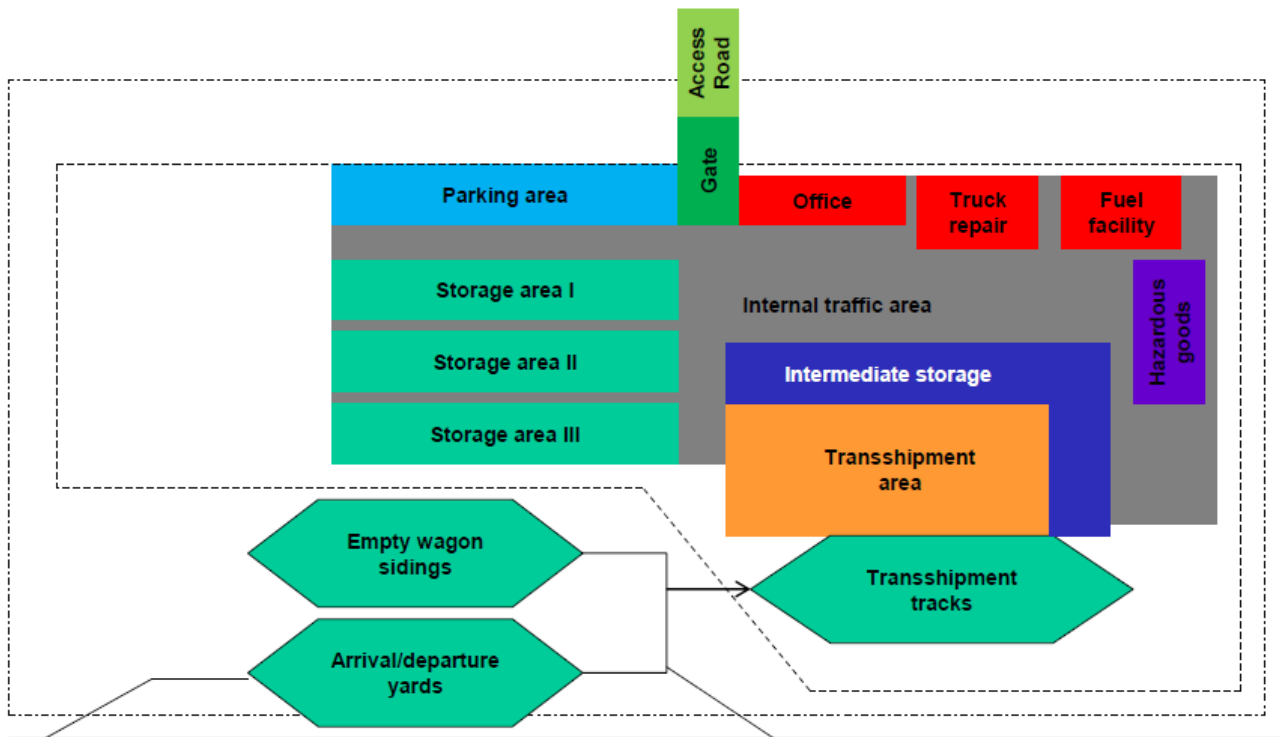 Access
Road
Gate
Parking area
Office
Truck
repair
Fuel
facility
Storage area I
Internal traffic area
Hazardous
goods
Storage area II
Intermediate storage
Storage area III
Transshipment
area
Empty wagon
sidings
Transshipment
tracks
Arrival/departure
yards